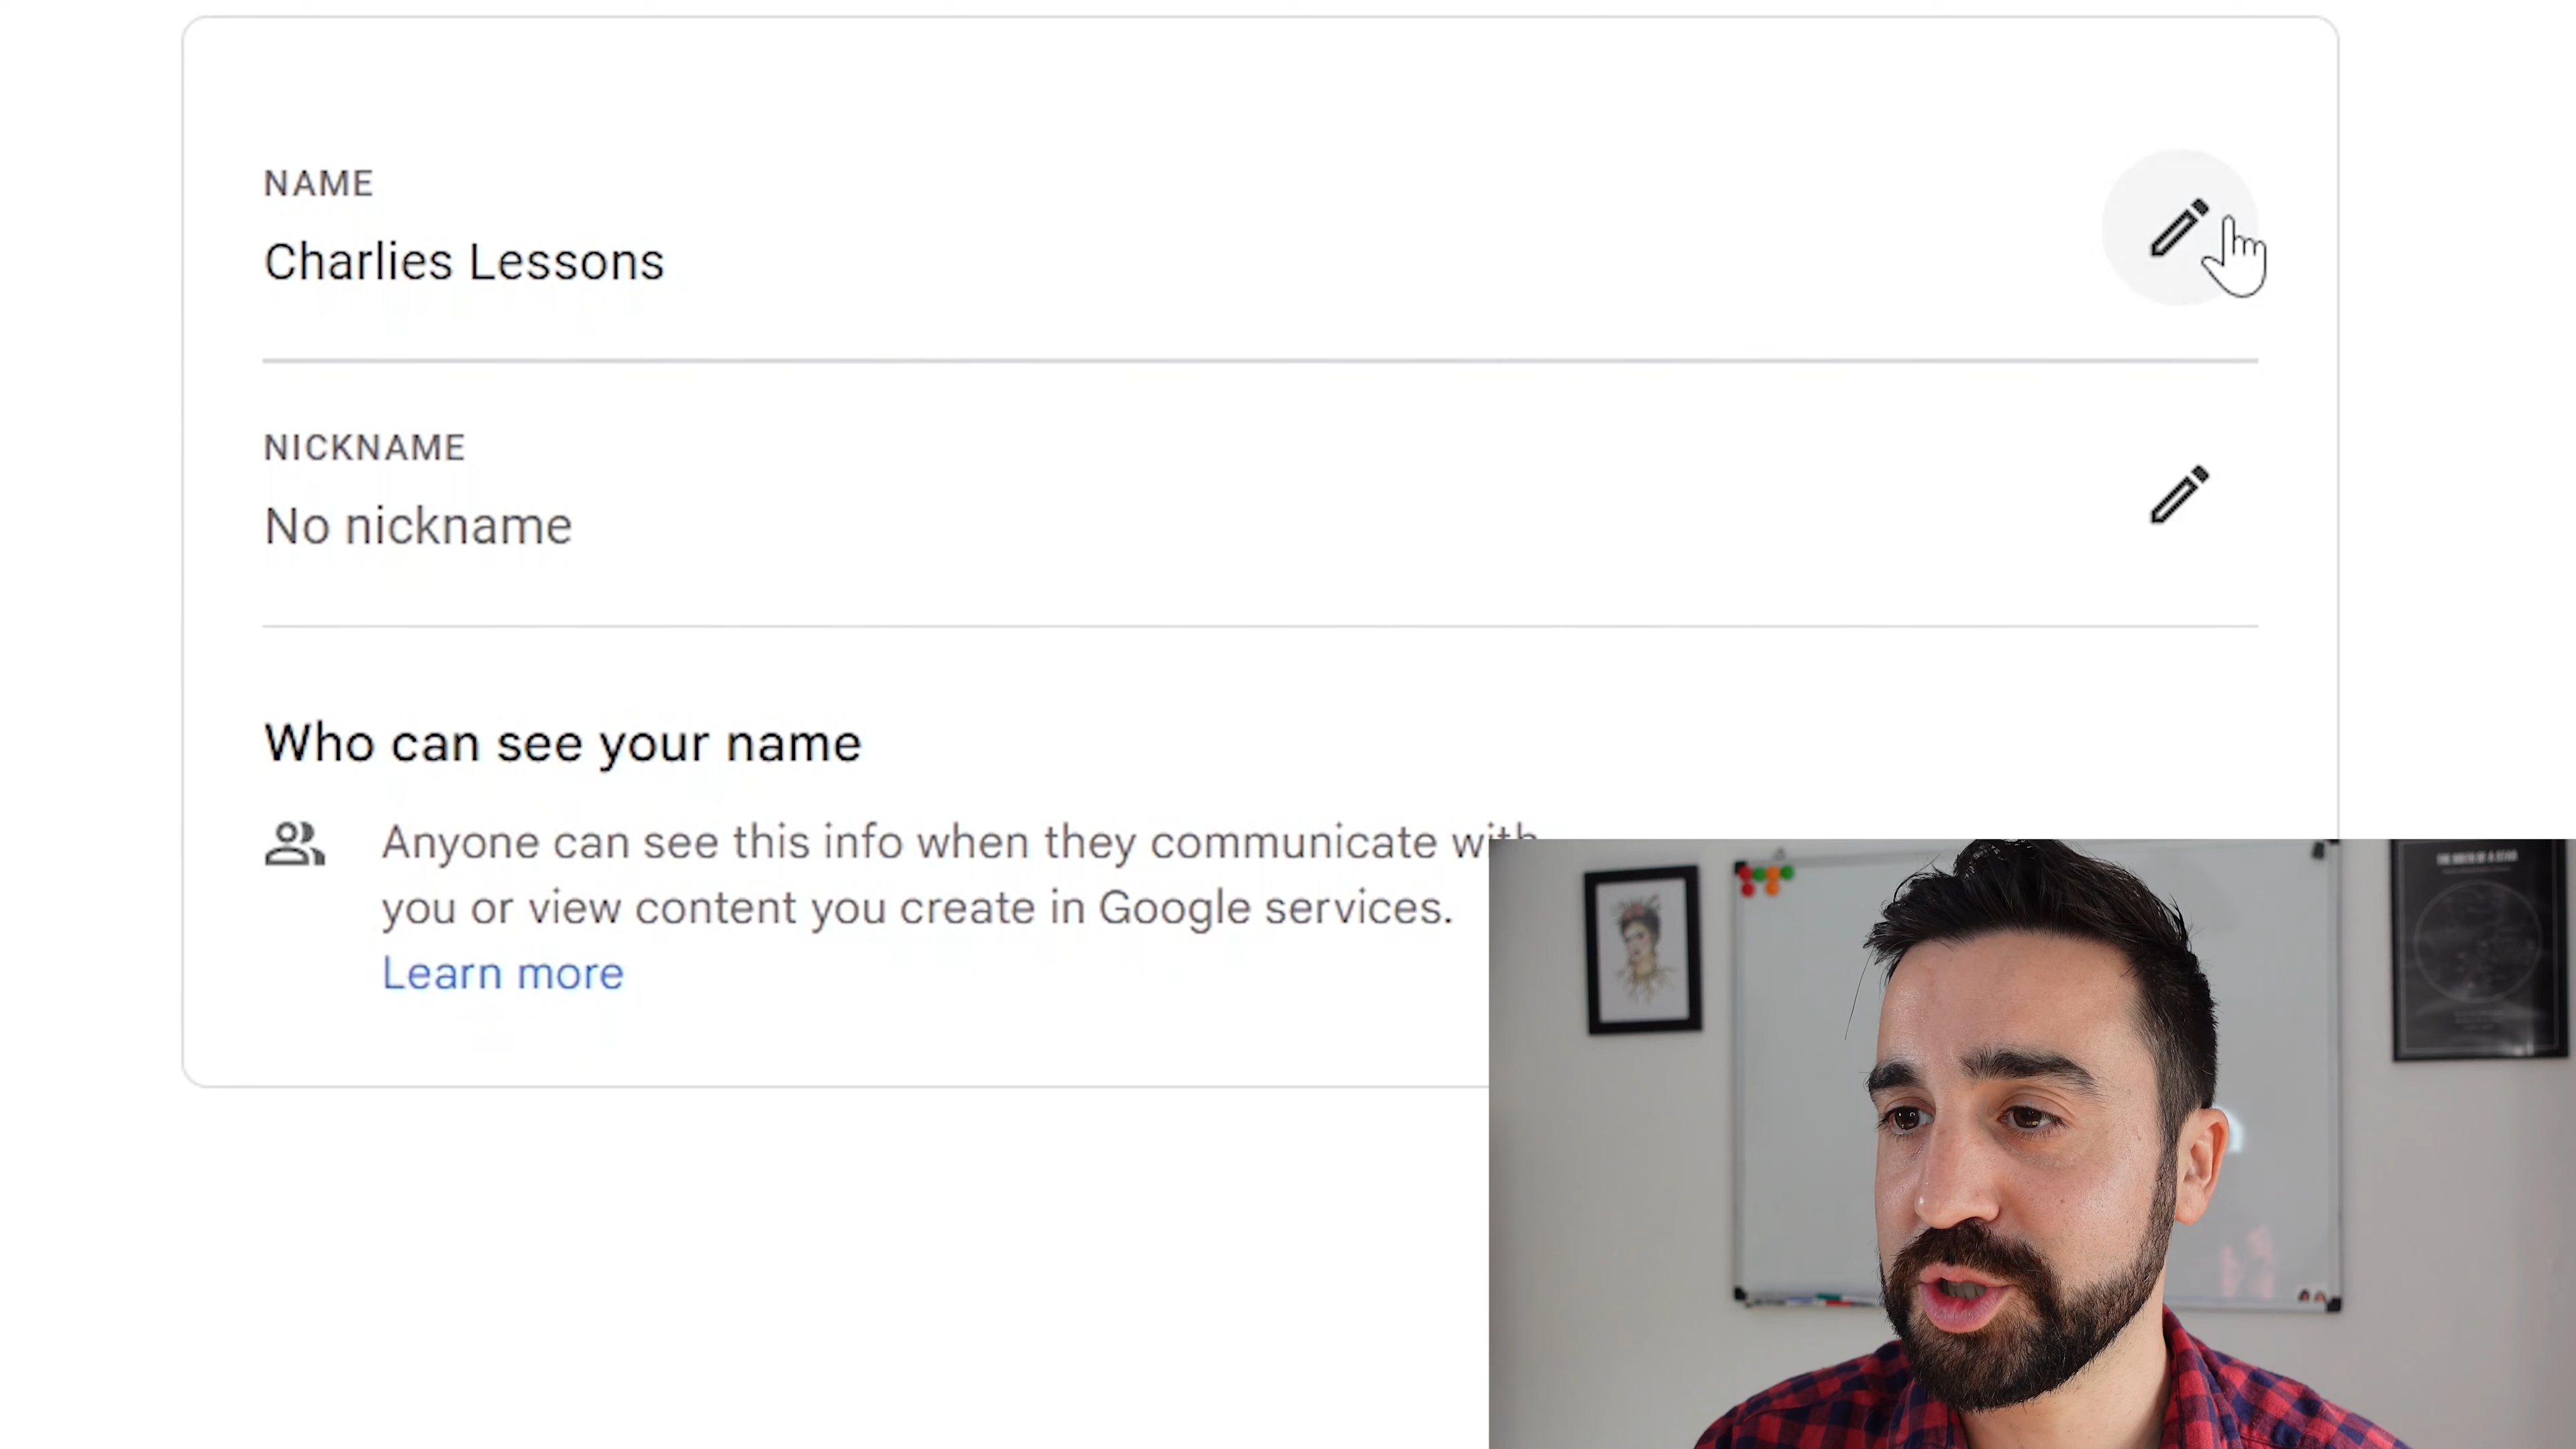 NAME
Charlies Lessons
NICKNAME
No nickname
Who can see your name
Anyone can see this info when they communicate with
you or view content you create in Google services.
Learn more